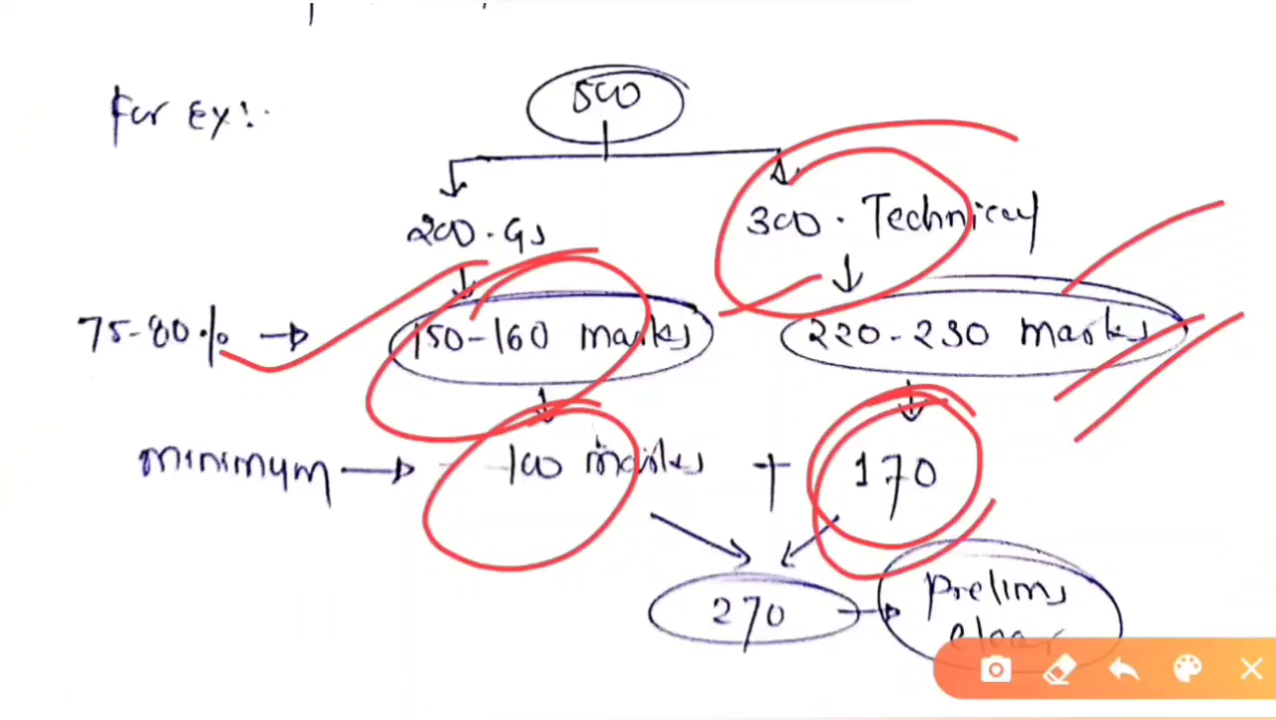 For Ex:-
500
200 · GS 300 · Technical
75-80% → 150-160 marks 220-230 marks
minimum → 100 marks + 170
270 → Prelims
clear